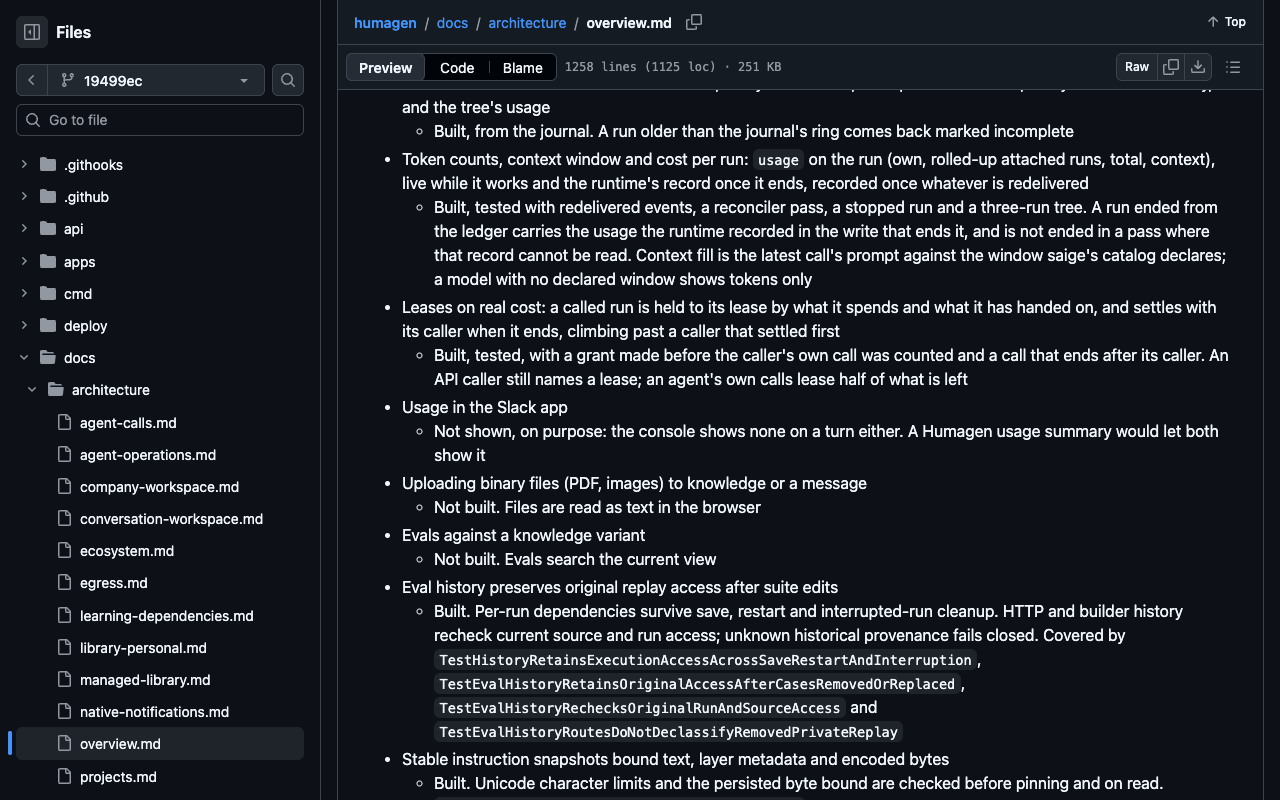 Files
19499ec
Go to file
.githooks
.github
api
apps
cmd
deploy
docs
architecture
agent-calls.md
agent-operations.md
company-workspace.md
conversation-workspace.md
ecosystem.md
egress.md
learning-dependencies.md
library-personal.md
managed-library.md
native-notifications.md
overview.md
projects.md
humagen / docs / architecture / overview.md
Top
Preview Code Blame 1258 lines (1125 loc) · 251 KB
Raw
and the tree's usage
Built, from the journal. A run older than the journal's ring comes back marked incomplete
Token counts, context window and cost per run: usage on the run (own, rolled-up attached runs, total, context),
live while it works and the runtime's record once it ends, recorded once whatever is redelivered
Built, tested with redelivered events, a reconciler pass, a stopped run and a three-run tree. A run ended from
the ledger carries the usage the runtime recorded in the write that ends it, and is not ended in a pass where
that record cannot be read. Context fill is the latest call's prompt against the window saige's catalog declares;
a model with no declared window shows tokens only
Leases on real cost: a called run is held to its lease by what it spends and what it has handed on, and settles with
its caller when it ends, climbing past a caller that settled first
Built, tested, with a grant made before the caller's own call was counted and a call that ends after its caller. An
API caller still names a lease; an agent's own calls lease half of what is left
Usage in the Slack app
Not shown, on purpose: the console shows none on a turn either. A Humagen usage summary would let both
show it
Uploading binary files (PDF, images) to knowledge or a message
Not built. Files are read as text in the browser
Evals against a knowledge variant
Not built. Evals search the current view
Eval history preserves original replay access after suite edits
Built. Per-run dependencies survive save, restart and interrupted-run cleanup. HTTP and builder history
recheck current source and run access; unknown historical provenance fails closed. Covered by
TestHistoryRetainsExecutionAccessAcrossSaveRestartAndInterruption ,
TestEvalHistoryRetainsOriginalAccessAfterCasesRemovedOrReplaced ,
TestEvalHistoryRechecksOriginalRunAndSourceAccess and
TestEvalHistoryRoutesDoNotDeclassifyRemovedPrivateReplay
Stable instruction snapshots bound text, layer metadata and encoded bytes
Built. Unicode character limits and the persisted byte bound are checked before pinning and on read.